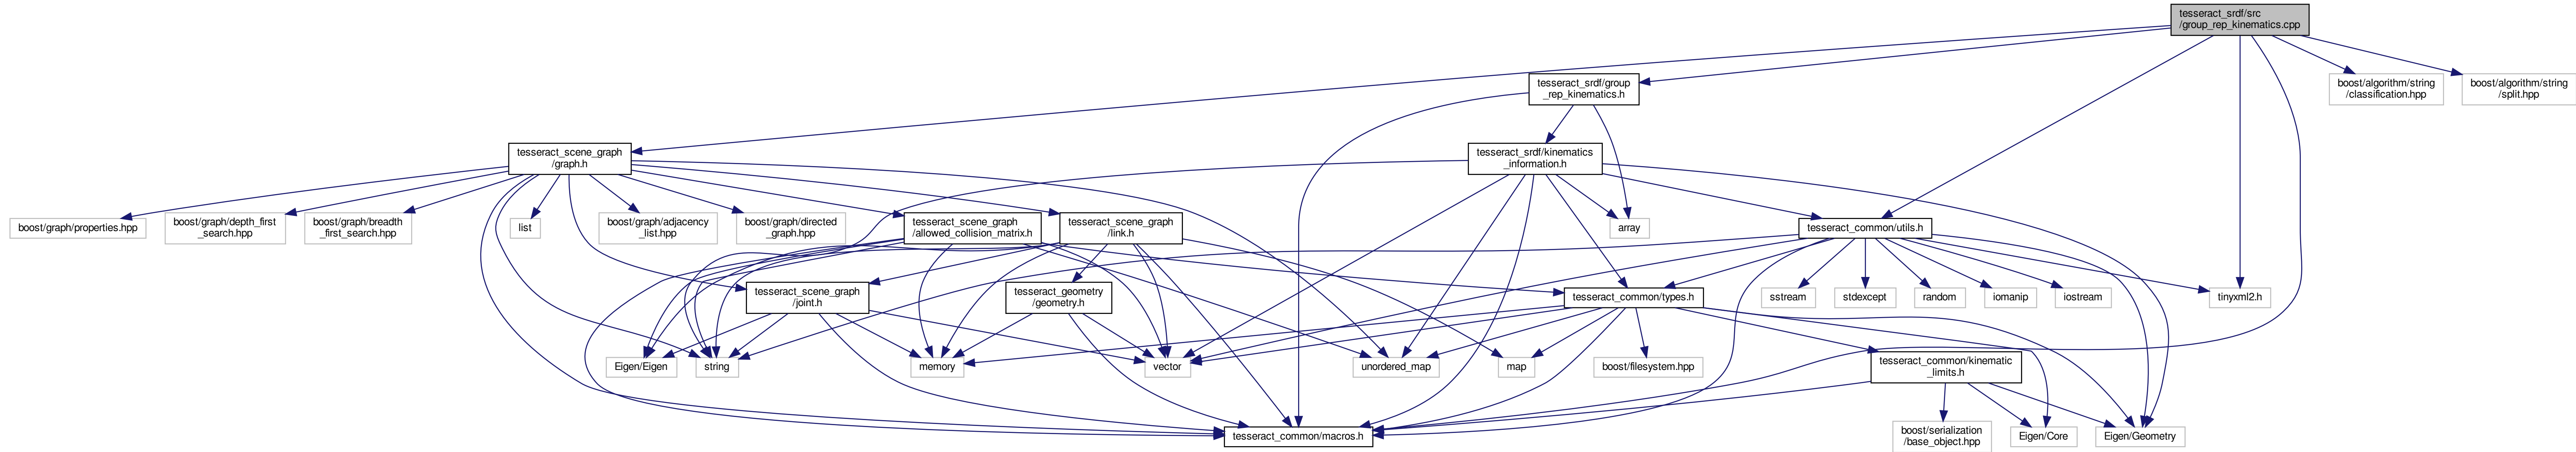 tesseract_srdf/src
/group_rep_kinematics.cpp
tesseract_srdf/group
_rep_kinematics.h
boost/algorithm/string
/classification.hpp
boost/algorithm/string
/split.hpp
tesseract_scene_graph
/graph.h
tesseract_srdf/kinematics
_information.h
boost/graph/properties.hpp
boost/graph/depth_first
_search.hpp
boost/graph/breadth
_first_search.hpp
list
boost/graph/adjacency
_list.hpp
boost/graph/directed
_graph.hpp
tesseract_scene_graph
/allowed_collision_matrix.h
tesseract_scene_graph
/link.h
array
tesseract_common/utils.h
tesseract_scene_graph
/joint.h
tesseract_geometry
/geometry.h
tesseract_common/types.h
sstream
stdexcept
random
iomanip
iostream
tinyxml2.h
Eigen/Eigen
string
memory
vector
unordered_map
map
boost/filesystem.hpp
tesseract_common/kinematic
_limits.h
tesseract_common/macros.h
boost/serialization
/base_object.hpp
Eigen/Core
Eigen/Geometry